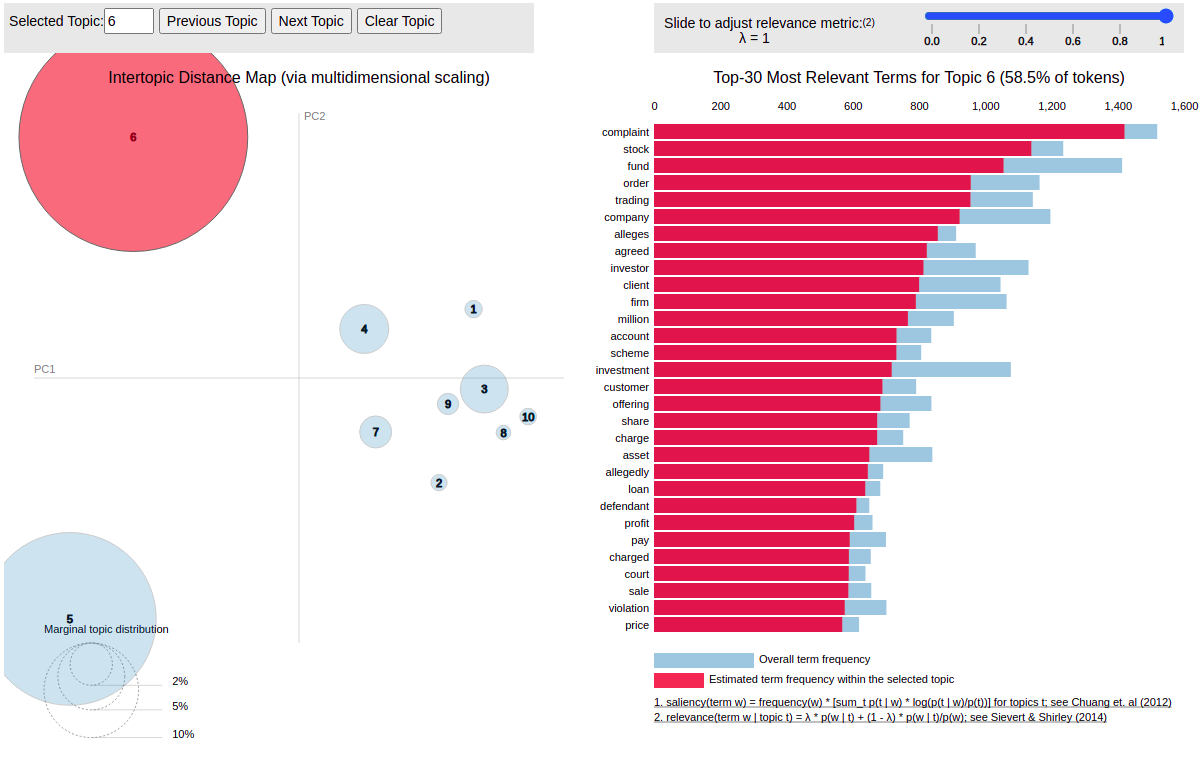 Selected Topic: 6 Previous Topic Next Topic Clear Topic
Slide to adjust relevance metric:(2)
λ = 1
0.0 0.2 0.4 0.6 0.8 1
Intertopic Distance Map (via multidimensional scaling)
PC2
PC1
6
1
4
3
9
10
7
8
2
5
Marginal topic distribution
2%
5%
10%
Top-30 Most Relevant Terms for Topic 6 (58.5% of tokens)
0 200 400 600 800 1,000 1,200 1,400 1,600
complaint
stock
fund
order
trading
company
alleges
agreed
investor
client
firm
million
account
scheme
investment
customer
offering
share
charge
asset
allegedly
loan
defendant
profit
pay
charged
court
sale
violation
price
Overall term frequency
Estimated term frequency within the selected topic
1. saliency(term w) = frequency(w) * [sum_t p(t | w) * log(p(t | w)/p(t))] for topics t; see Chuang et. al (2012)
2. relevance(term w | topic t) = λ * p(w | t) + (1 - λ) * p(w | t)/p(w); see Sievert & Shirley (2014)